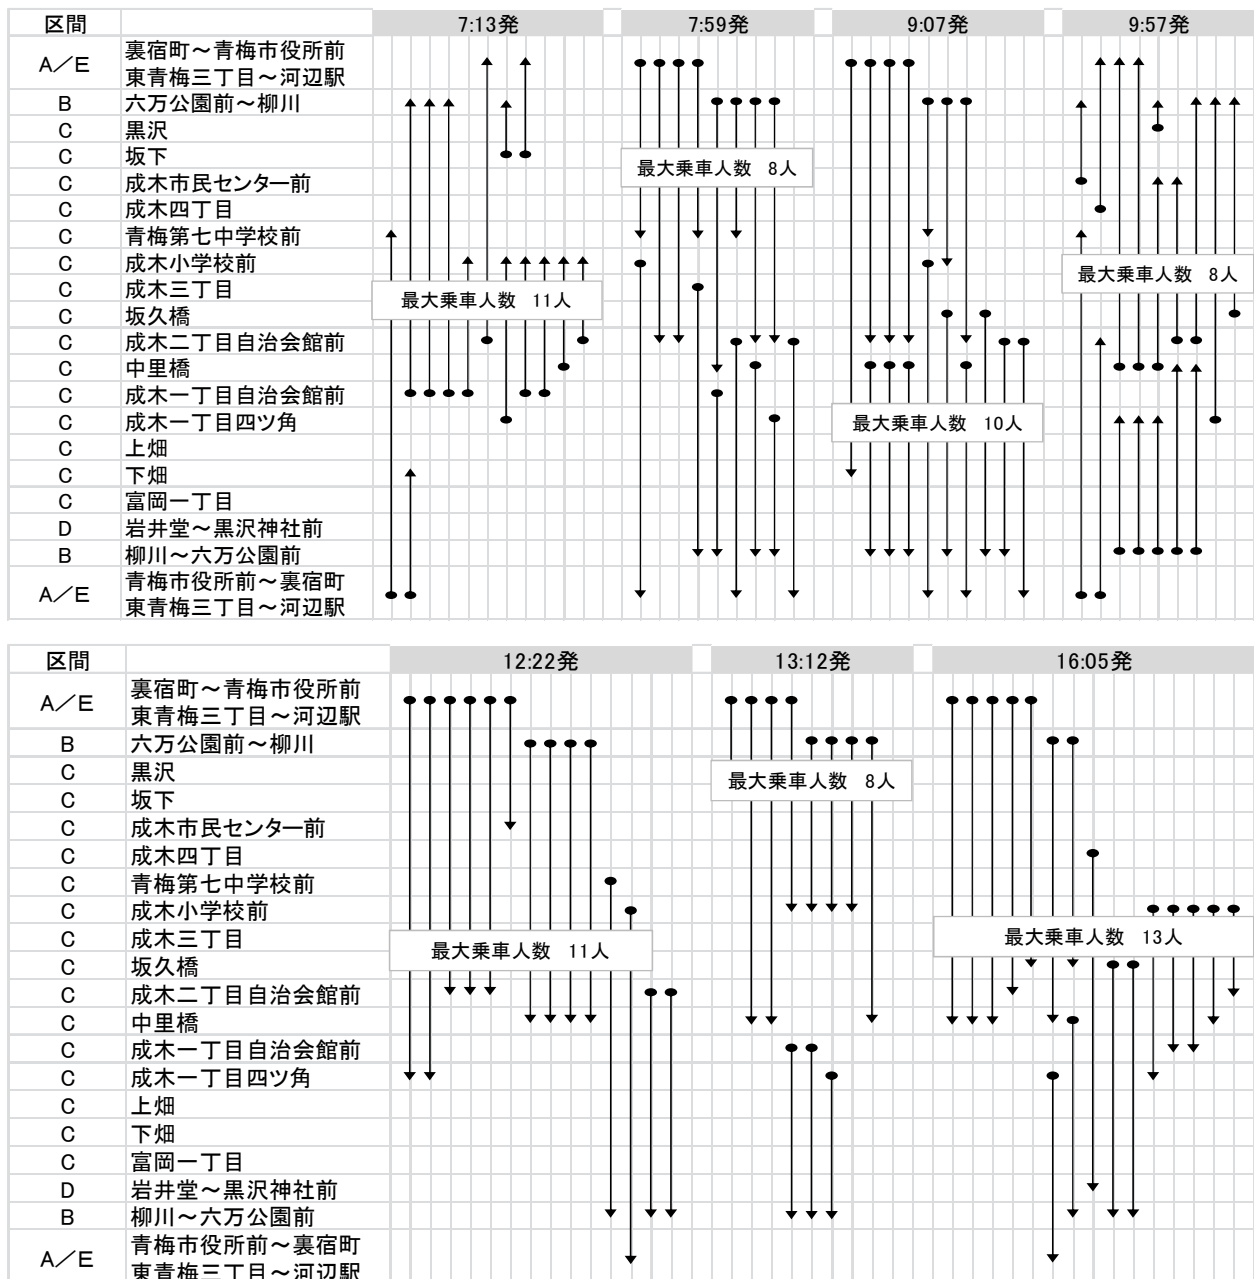 区間 7:13発 7:59発 9:07発 9:57発
A／E 裏宿町～青梅市役所前
東青梅三丁目～河辺駅
B 六万公園前～柳川
C 黒沢
C 坂下
最大乗車人数 8人
C 成木市民センター前
C 成木四丁目
C 青梅第七中学校前
C 成木小学校前
最大乗車人数 8人
C 成木三丁目
最大乗車人数 11人
C 坂久橋
C 成木二丁目自治会館前
C 中里橋
C 成木一丁目自治会館前
C 成木一丁目四ツ角
最大乗車人数 10人
C 上畑
C 下畑
C 富岡一丁目
D 岩井堂～黒沢神社前
B 柳川～六万公園前
A／E 青梅市役所前～裏宿町
東青梅三丁目～河辺駅
区間 12:22発 13:12発 16:05発
A／E 裏宿町～青梅市役所前
東青梅三丁目～河辺駅
B 六万公園前～柳川
C 黒沢
最大乗車人数 8人
C 坂下
C 成木市民センター前
C 成木四丁目
C 青梅第七中学校前
C 成木小学校前
C 成木三丁目
最大乗車人数 11人 最大乗車人数 13人
C 坂久橋
C 成木二丁目自治会館前
C 中里橋
C 成木一丁目自治会館前
C 成木一丁目四ツ角
C 上畑
C 下畑
C 富岡一丁目
D 岩井堂～黒沢神社前
B 柳川～六万公園前
A／E 青梅市役所前～裏宿町
東青梅三丁目～河辺駅